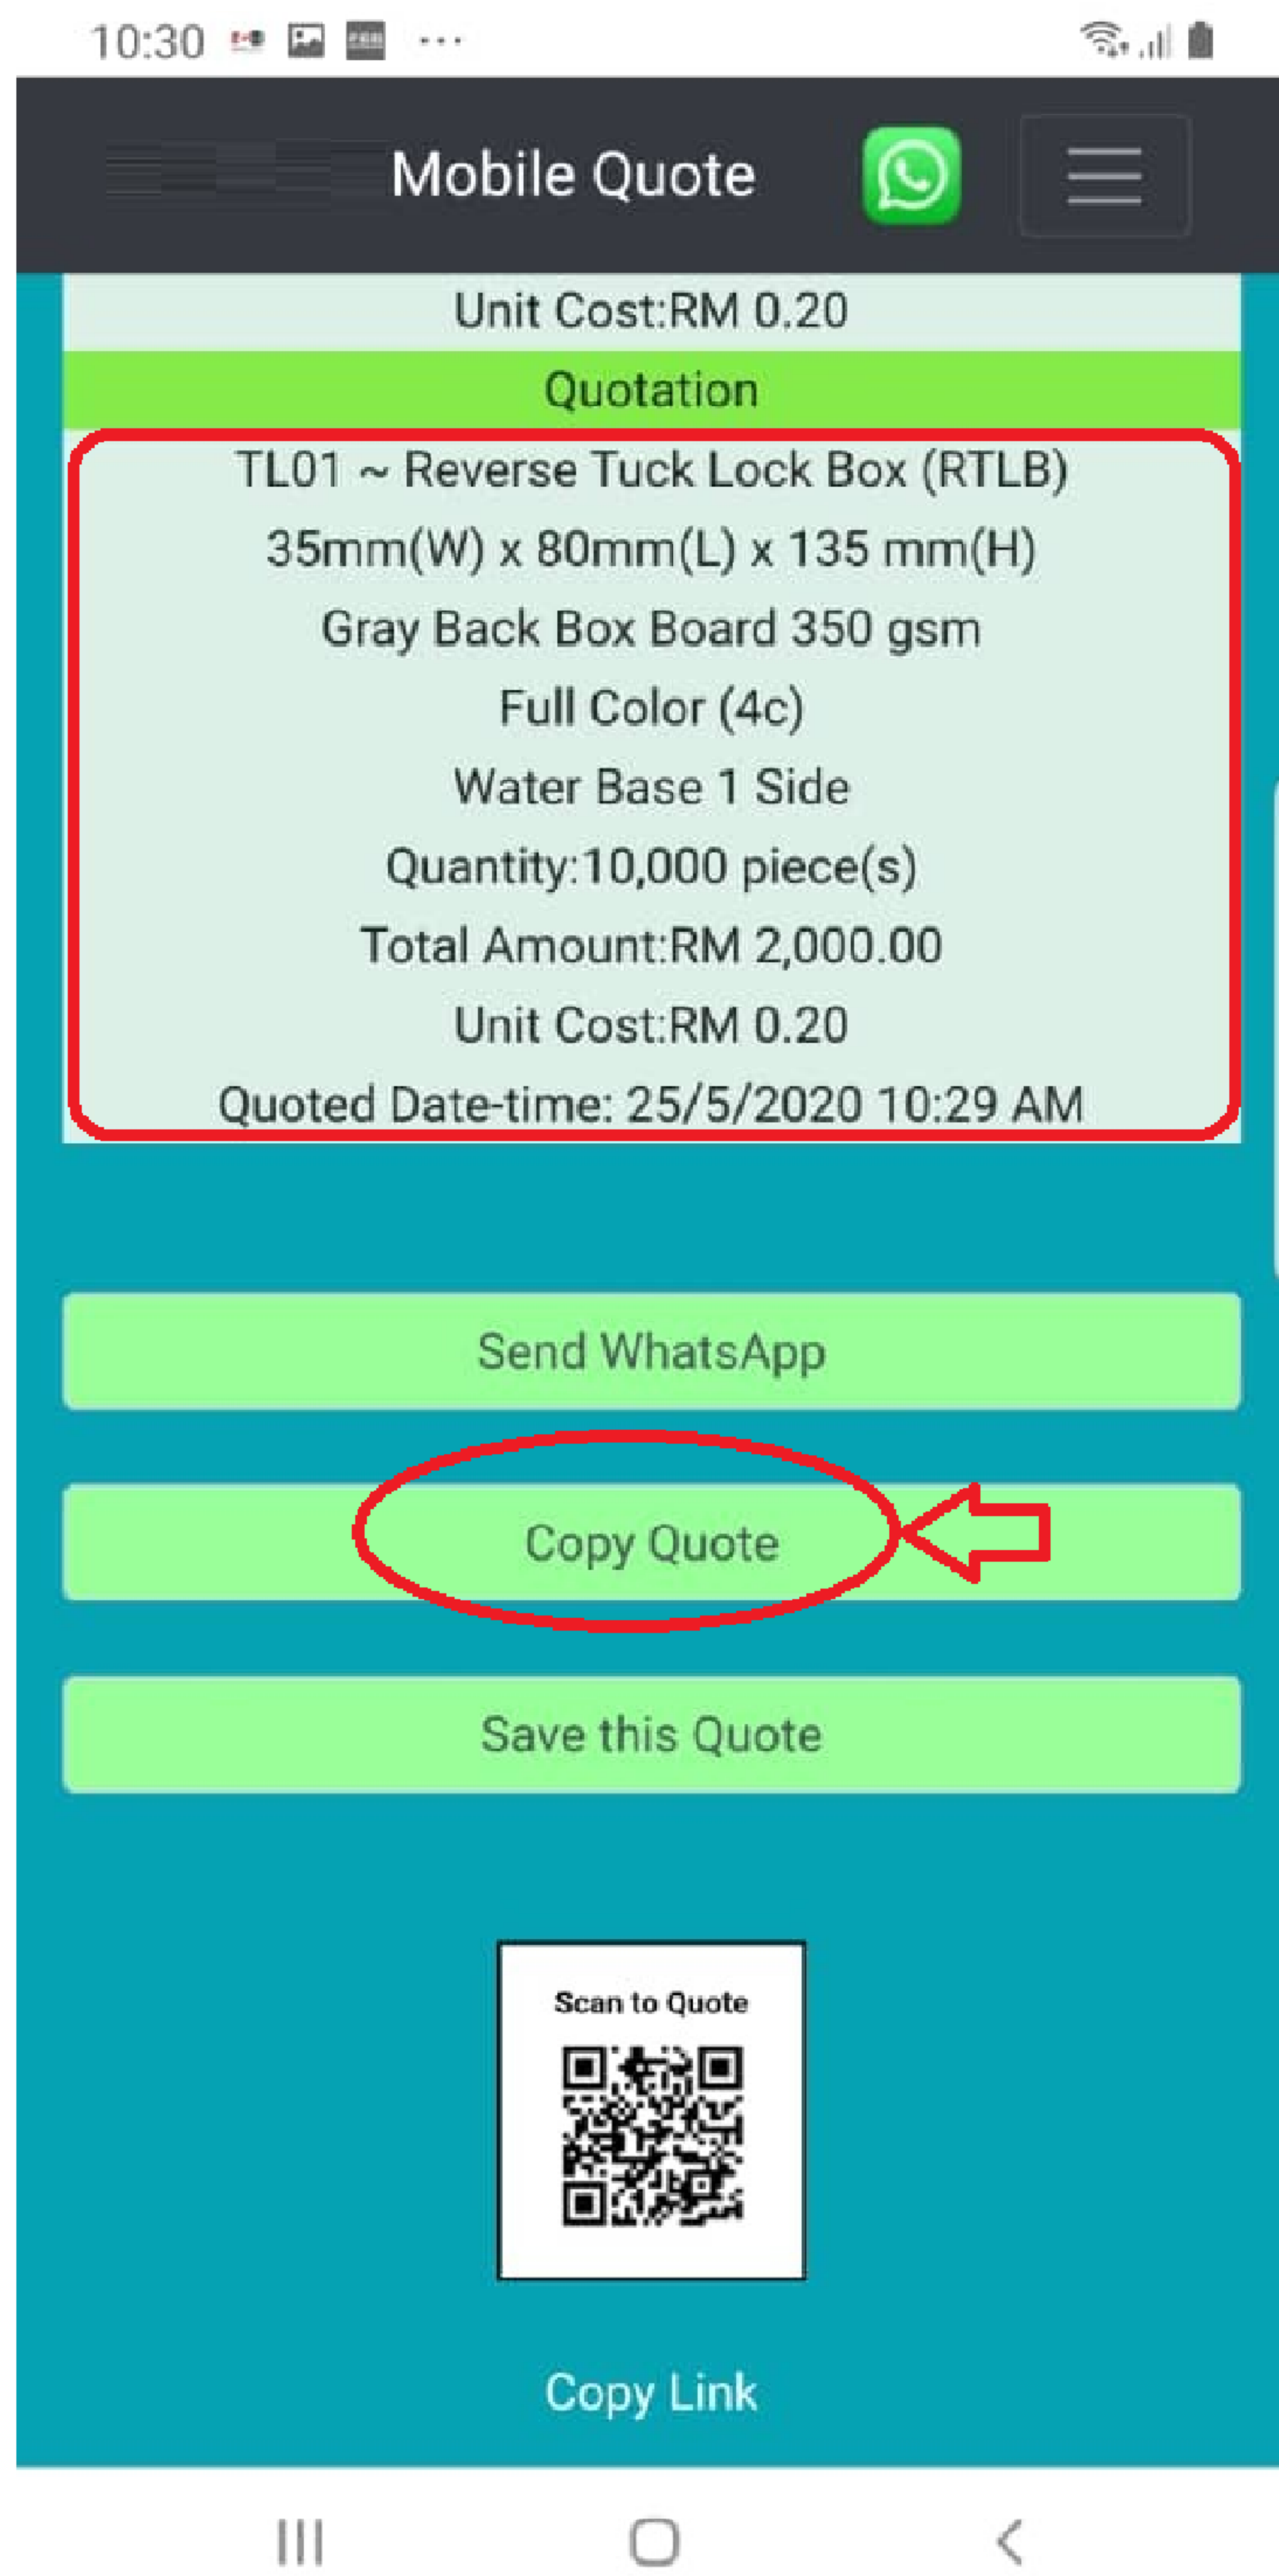 10:30
Mobile Quote
Unit Cost:RM 0.20
Quotation
TL01 ~ Reverse Tuck Lock Box (RTLB)
35mm(W) x 80mm(L) x 135 mm(H)
Gray Back Box Board 350 gsm
Full Color (4c)
Water Base 1 Side
Quantity:10,000 piece(s)
Total Amount:RM 2,000.00
Unit Cost:RM 0.20
Quoted Date-time: 25/5/2020 10:29 AM
Send WhatsApp
Copy Quote
Save this Quote
Scan to Quote
Copy Link